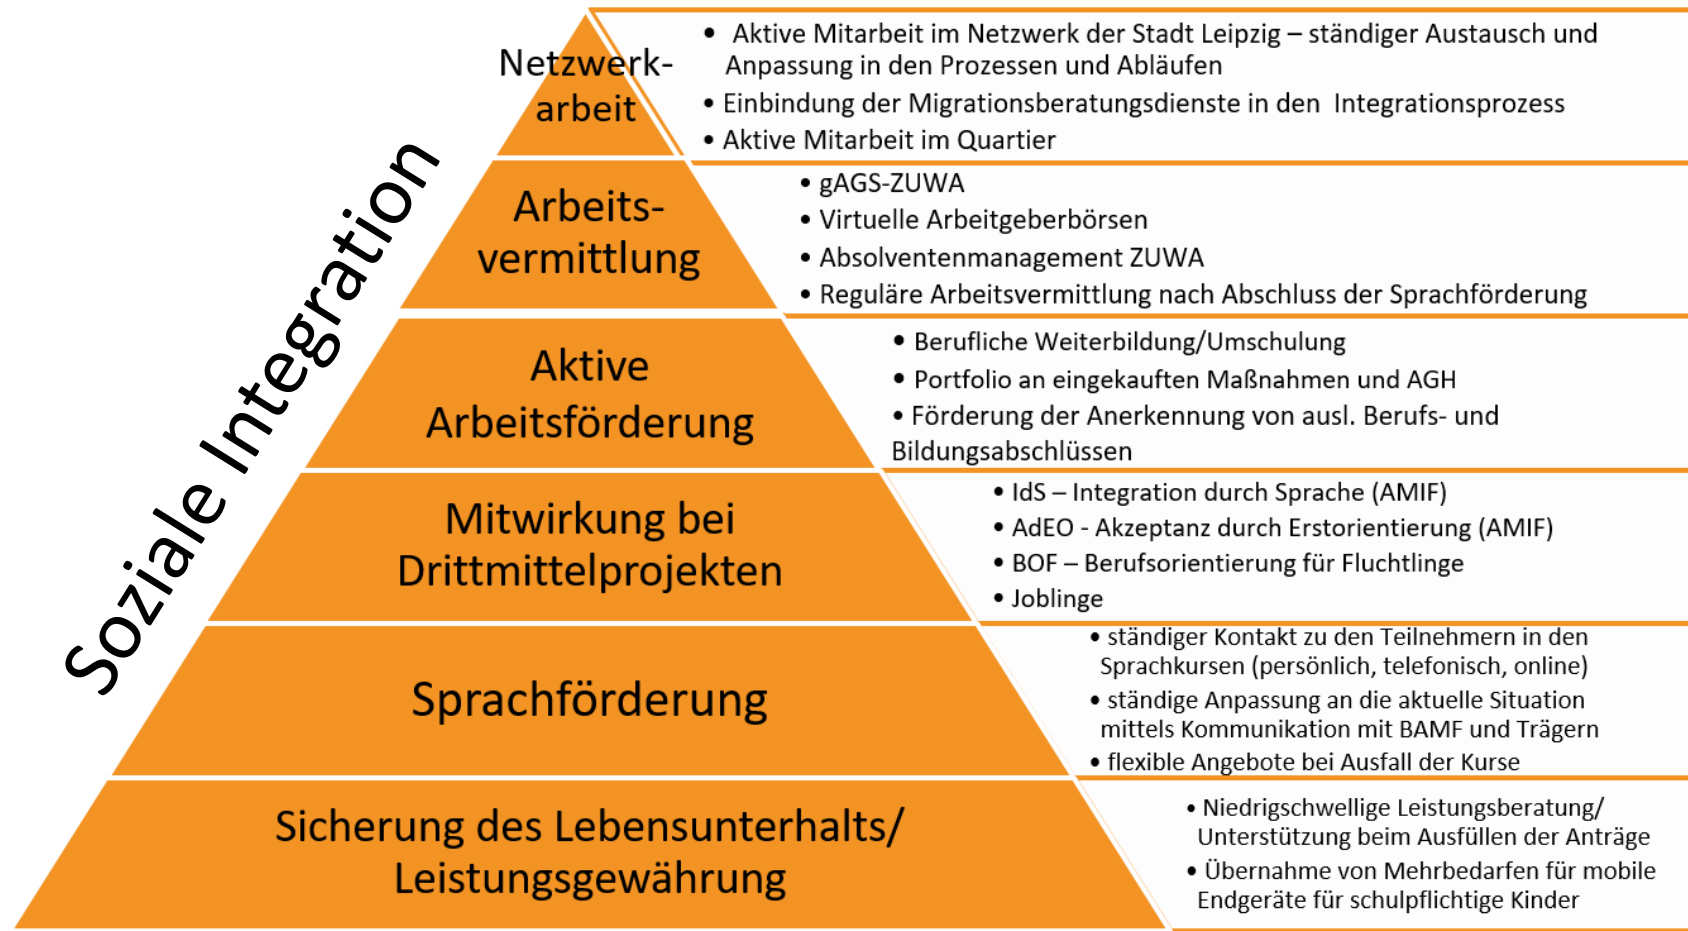 Soziale Integration
Netzwerk-
arbeit
• Aktive Mitarbeit im Netzwerk der Stadt Leipzig – ständiger Austausch und
Anpassung in den Prozessen und Abläufen
• Einbindung der Migrationsberatungsdienste in den Integrationsprozess
• Aktive Mitarbeit im Quartier
Arbeits-
vermittlung
• gAGS-ZUWA
• Virtuelle Arbeitgeberbörsen
• Absolventenmanagement ZUWA
• Reguläre Arbeitsvermittlung nach Abschluss der Sprachförderung
Aktive
Arbeitsförderung
• Berufliche Weiterbildung/Umschulung
• Portfolio an eingekauften Maßnahmen und AGH
• Förderung der Anerkennung von ausl. Berufs- und
Bildungsabschlüssen
Mitwirkung bei
Drittmittelprojekten
• IdS – Integration durch Sprache (AMIF)
• AdEO - Akzeptanz durch Erstorientierung (AMIF)
• BOF – Berufsorientierung für Fluchtlinge
• Joblinge
Sprachförderung
• ständiger Kontakt zu den Teilnehmern in den
Sprachkursen (persönlich, telefonisch, online)
• ständige Anpassung an die aktuelle Situation
mittels Kommunikation mit BAMF und Trägern
• flexible Angebote bei Ausfall der Kurse
Sicherung des Lebensunterhalts/
Leistungsgewährung
• Niedrigschwellige Leistungsberatung/
Unterstützung beim Ausfüllen der Anträge
• Übernahme von Mehrbedarfen für mobile
Endgeräte für schulpflichtige Kinder